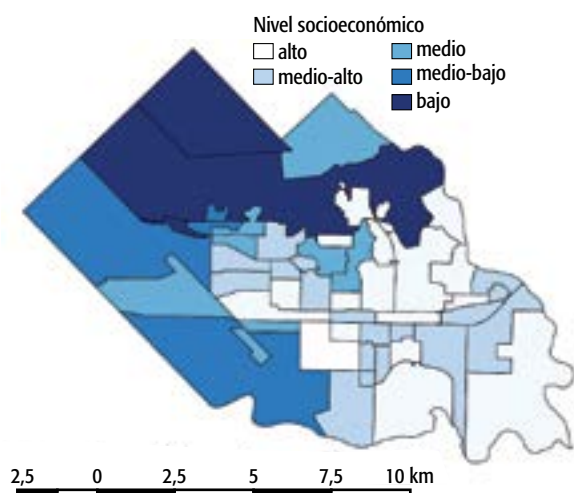 Nivel socioeconómico
alto
medio
medio-alto
medio-bajo
bajo
2,5 0 2,5 5 7,5 10 km